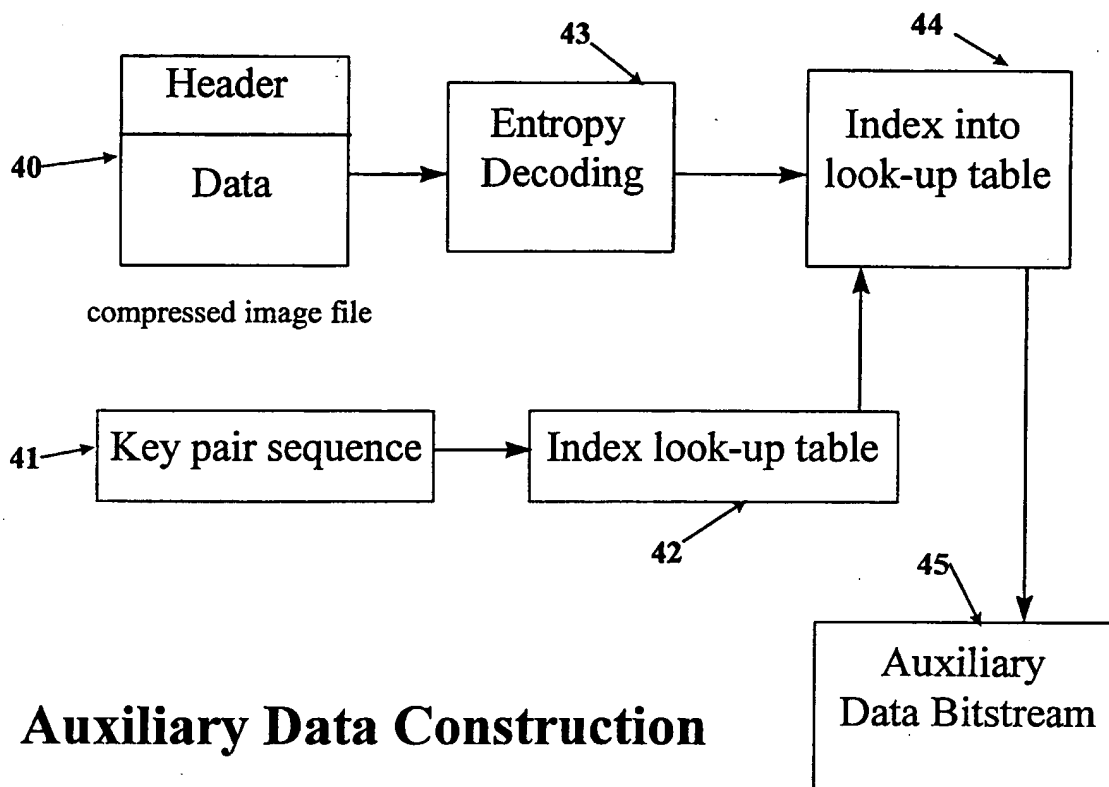 43
44
Header
Entropy
Decoding
Index into
look-up table
40
Data
compressed image file
41
Key pair sequence
Index look-up table
42
45
Auxiliary
Data Bitstream
Auxiliary Data Construction